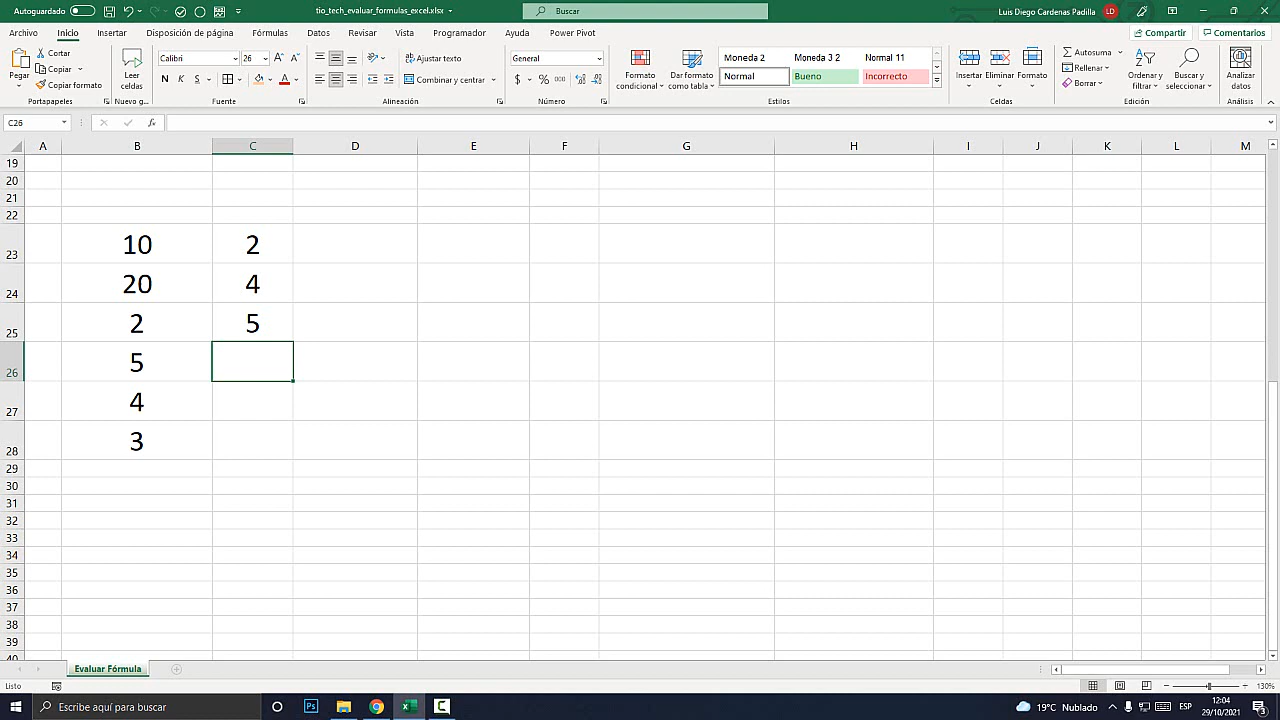 Autoguardado
tio_tech_evaluar_formulas_excel.xlsx
Buscar
Luis Diego Cardenas Padilla
LD
Archivo Inicio Insertar Disposición de página Fórmulas Datos Revisar Vista Programador Ayuda Power Pivot
Compartir
Comentarios
Pegar
Cortar
Copiar
Copiar formato
Portapapeles
Leer
celdas
Nuevo g...
Calibri 26
N K S
Fuente
Ajustar texto
Combinar y centrar
Alineación
General
$ % 000
Número
Formato
condicional
Dar formato
como tabla
Moneda 2 Moneda 3 2 Normal 11
Normal Bueno Incorrecto
Estilos
Insertar Eliminar Formato
Celdas
Autosuma
Rellenar
Borrar
Ordenar y
filtrar
Buscar y
seleccionar
Edición
Analizar
datos
Análisis
C26
fx
A B C D E F G H I J K L M
19
20
21
22
23 10 2
24 20 4
25 2 5
26 5
27 4
28 3
29
30
31
32
33
34
35
36
37
38
39
40
Evaluar Fórmula
Listo
130%
Escribe aquí para buscar
Ps
19°C Nublado
ESP
12:04
29/10/2021